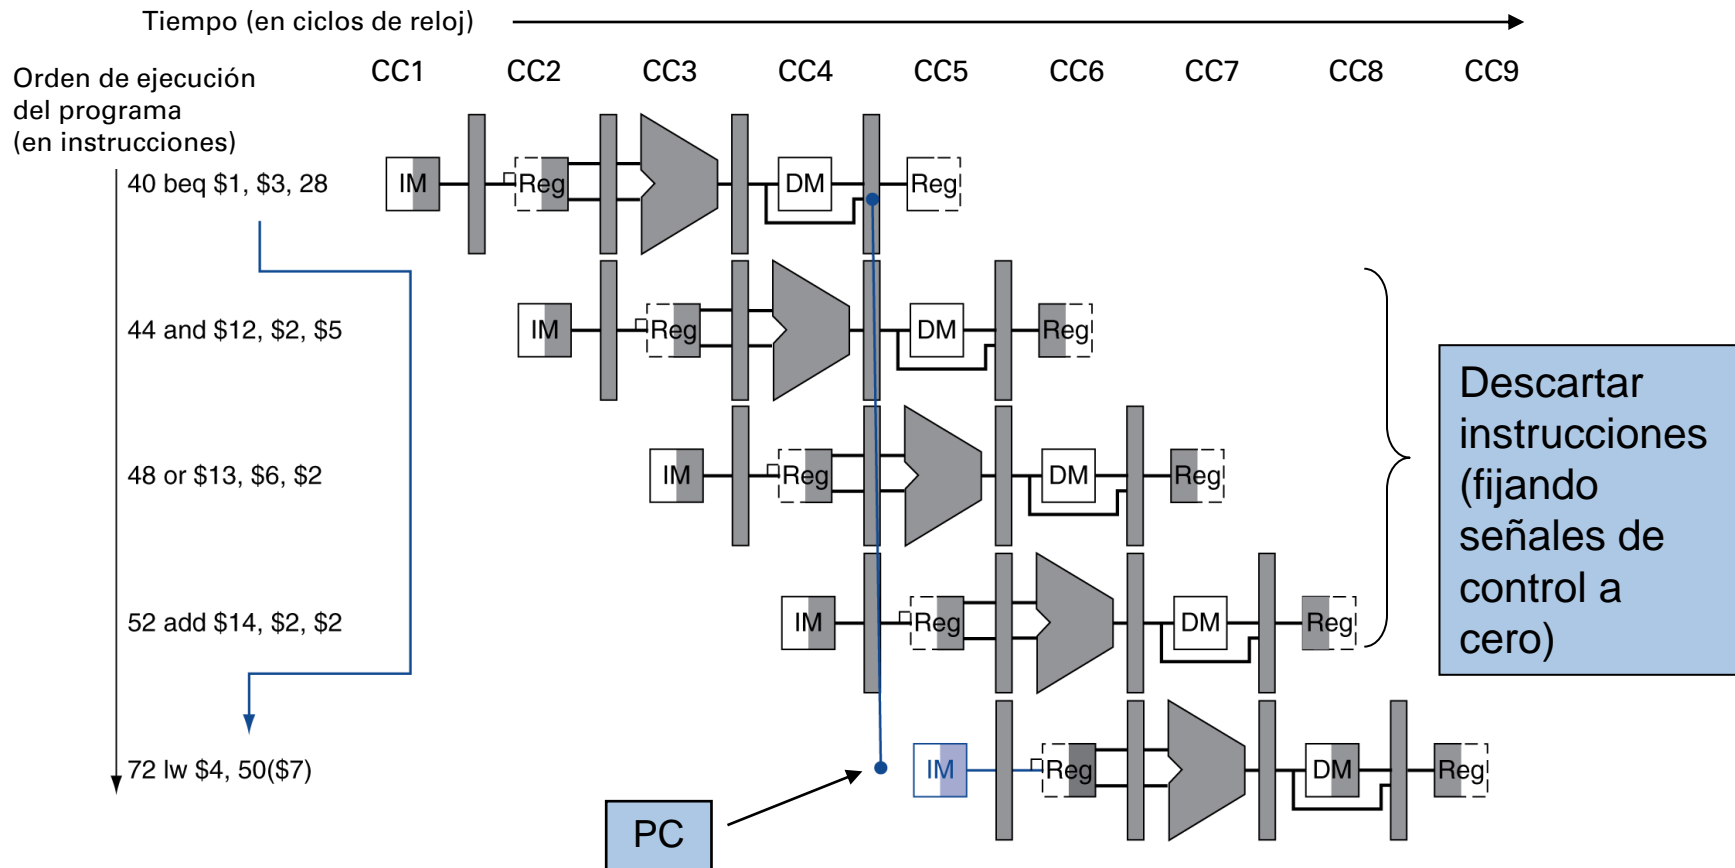 Tiempo (en ciclos de reloj)
Orden de ejecución
del programa
(en instrucciones)
CC1 CC2 CC3 CC4 CC5 CC6 CC7 CC8 CC9
40 beq $1, $3, 28
IM Reg DM Reg
44 and $12, $2, $5
IM Reg DM Reg
48 or $13, $6, $2
IM Reg DM Reg
52 add $14, $2, $2
IM Reg DM Reg
72 lw $4, 50($7)
IM Reg DM Reg
Descartar
instrucciones
(fijando
señales de
control a
cero)
PC